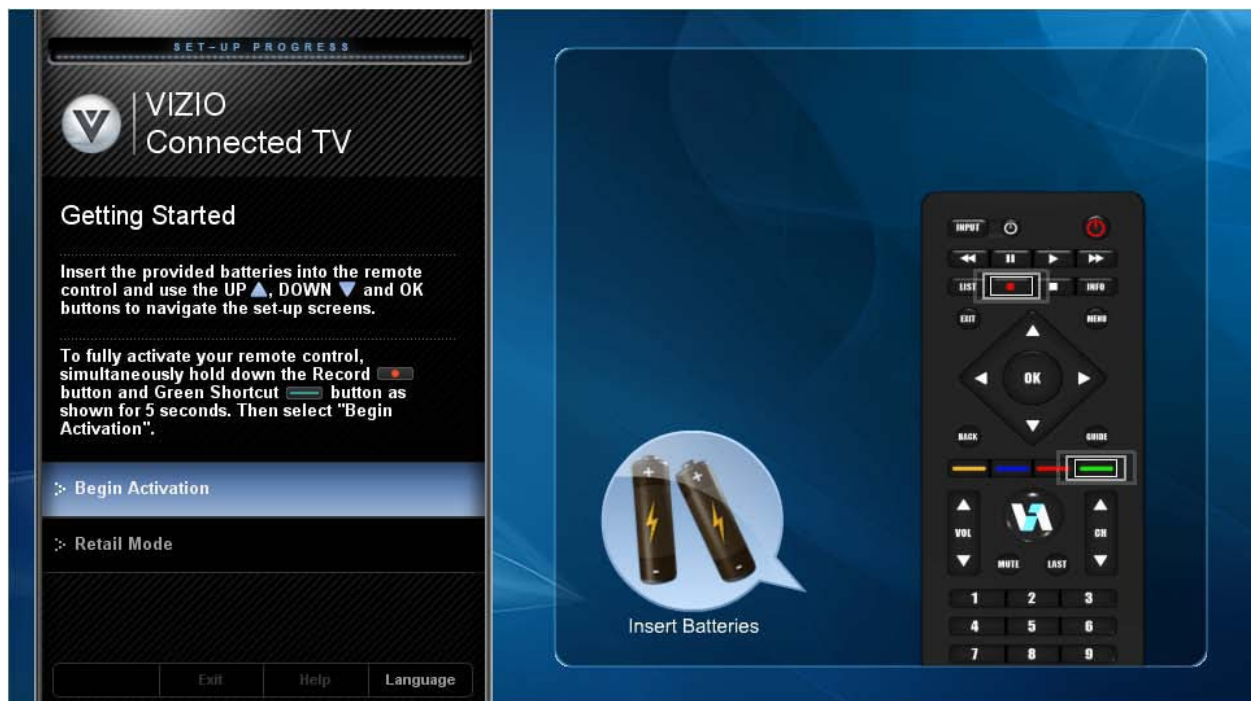 SET-UP PROGRESS
VIZIO
Connected TV
Getting Started
Insert the provided batteries into the remote
control and use the UP ▲, DOWN ▼ and OK
buttons to navigate the set-up screens.
To fully activate your remote control,
simultaneously hold down the Record
button and Green Shortcut button as
shown for 5 seconds. Then select "Begin
Activation".
Begin Activation
Retail Mode
Exit Help Language
Insert Batteries
INPUT
LIST INFO
EXIT MENU
OK
BACK GUIDE
VOL CH
MUTE LAST
1 2 3
4 5 6
7 8 9